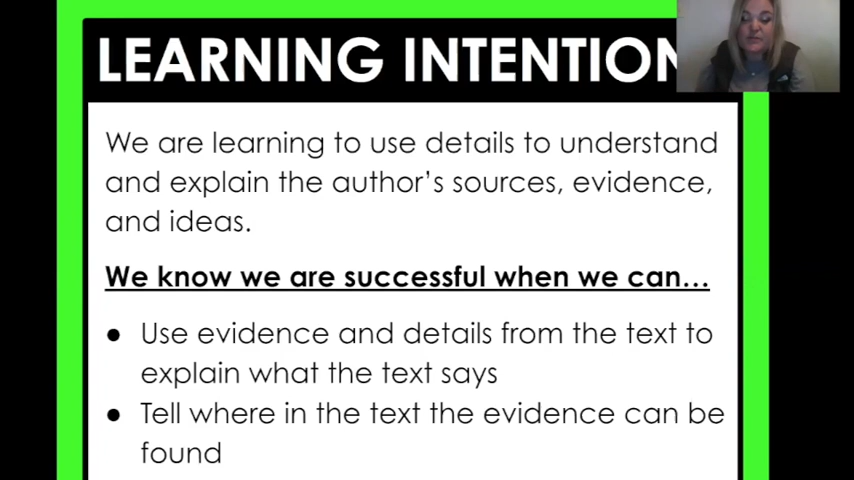 LEARNING INTENTION
We are learning to use details to understand
and explain the author's sources, evidence,
and ideas.
We know we are successful when we can...
● Use evidence and details from the text to
explain what the text says
● Tell where in the text the evidence can be
found